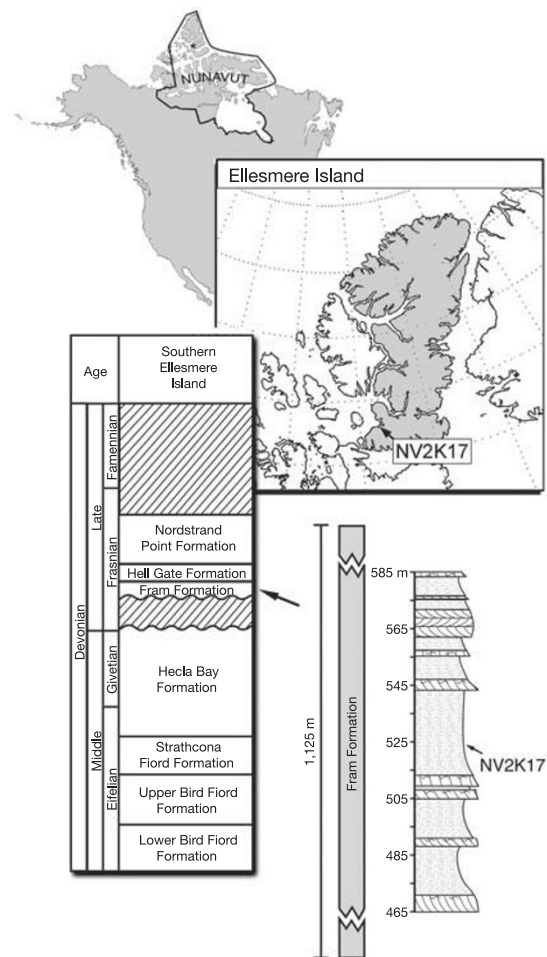 NUNAVUT
Ellesmere Island
NV2K17
Age
Southern
Ellesmere
Island
Devonian
Late
Middle
Famennian
Frasnian
Givetian
Eifelian
Nordstrand
Point Formation
Hell Gate Formation
Fram Formation
Hecla Bay
Formation
Strathcona
Fiord Formation
Upper Bird Fiord
Formation
Lower Bird Fiord
Formation
1,125 m
Fram Formation
585 m
565
545
525
505
485
465
NV2K17